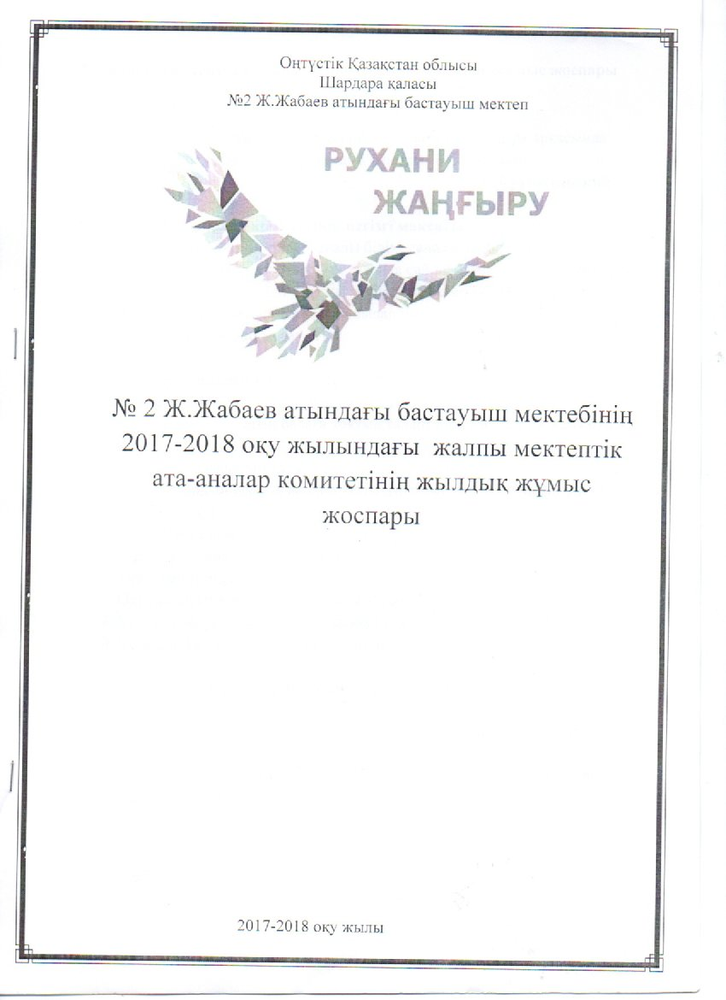 Оңтүстік Қазақстан облысы
Шардара қаласы
№2 Ж.Жабаев атындағы бастауыш мектеп
РУХАНИ
ЖАҢҒЫРУ
№ 2 Ж.Жабаев атындағы бастауыш мектебінің
2017-2018 оқу жылындағы жалпы мектептік
ата-аналар комитетінің жылдық жұмыс
жоспары
2017-2018 оқу жылы